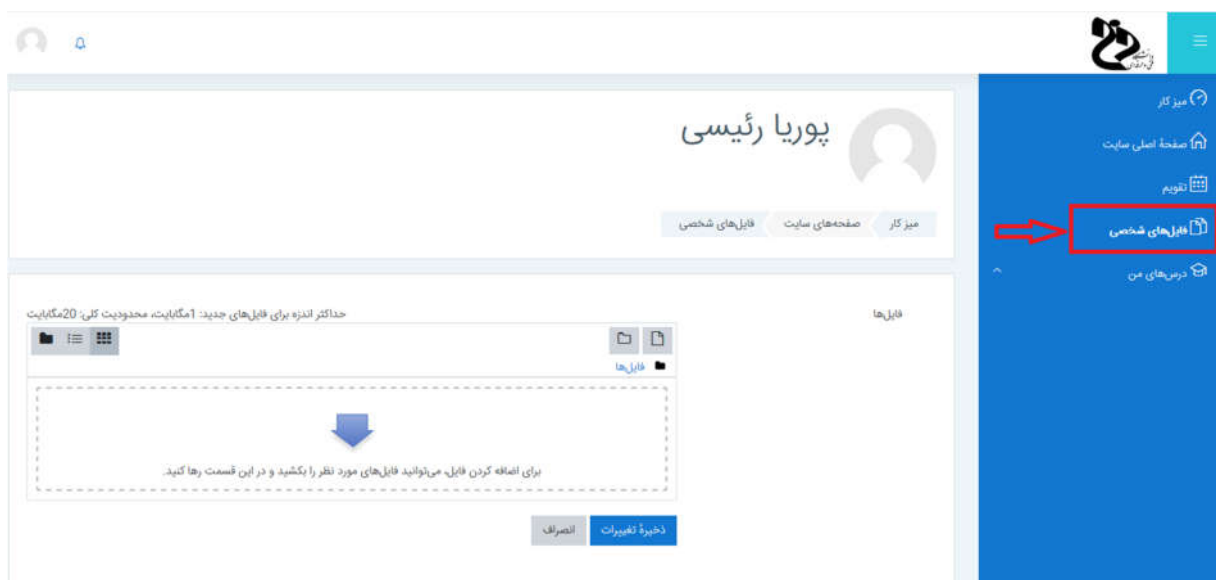 میز کار
صفحهٔ اصلی سایت
تقویم
فایل‌های شخصی
درس‌های من
پوریا رئیسی
میز کار صفحه‌های سایت فایل‌های شخصی
فایل‌ها
حداکثر اندازه برای فایل‌های جدید: 1مگابایت، محدودیت کلی: 20مگابایت
فایل‌ها
برای اضافه کردن فایل، می‌توانید فایل‌های مورد نظر را بکشید و در این قسمت رها کنید.
ذخیرهٔ تغییرات انصراف